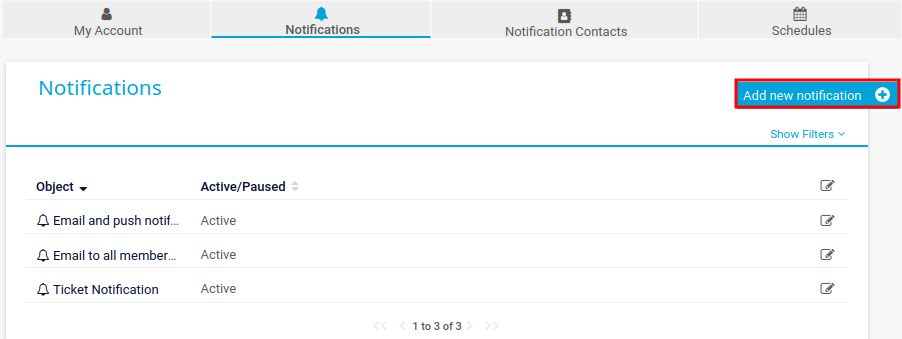 My Account
Notifications
Notification Contacts
Schedules
Notifications
Add new notification
Show Filters
Object
Active/Paused
Email and push notif...
Active
Email to all member...
Active
Ticket Notification
Active
1 to 3 of 3